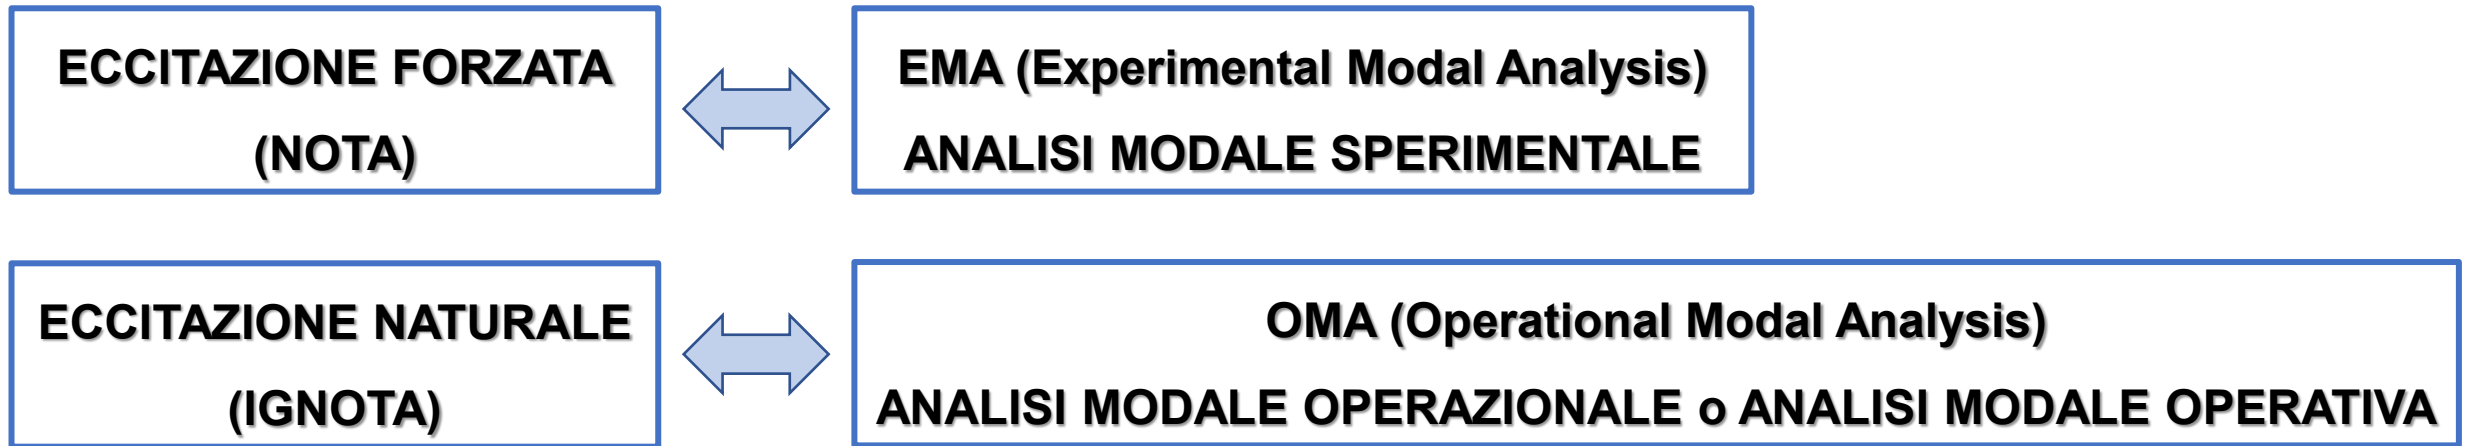 ECCITAZIONE FORZATA
(NOTA)
EMA (Experimental Modal Analysis)
ANALISI MODALE SPERIMENTALE
ECCITAZIONE NATURALE
(IGNOTA)
OMA (Operational Modal Analysis)
ANALISI MODALE OPERAZIONALE o ANALISI MODALE OPERATIVA